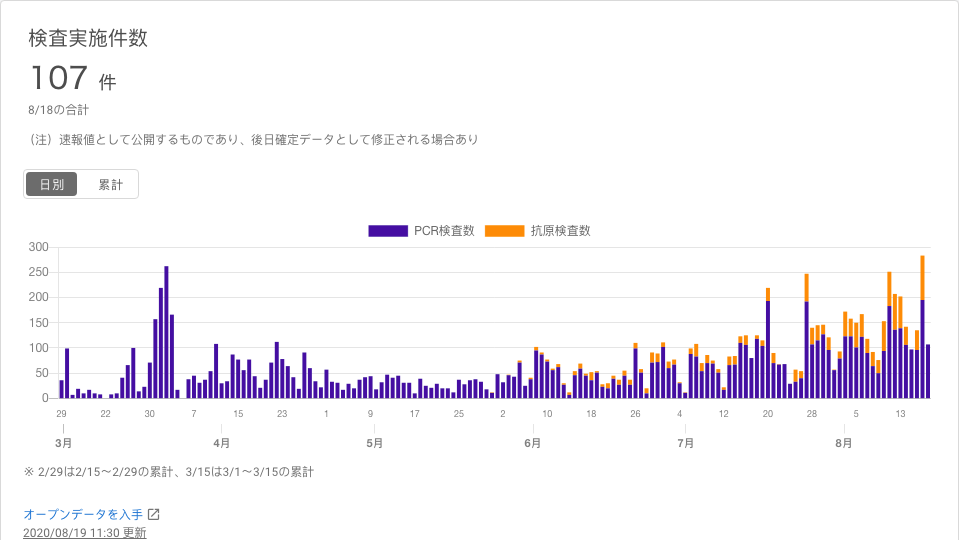 検査実施件数
107 件
8/18の合計
（注）速報値として公開するものであり、後日確定データとして修正される場合あり
日別 累計
PCR検査数 抗原検査数
300
250
200
150
100
50
0
29 22 30 7 15 23 1 9 17 25 2 10 18 26 4 12 20 28 5 13
3月 4月 5月 6月 7月 8月
※ 2/29は2/15〜2/29の累計、3/15は3/1〜3/15の累計
オープンデータを入手
2020/08/19 11:30 更新